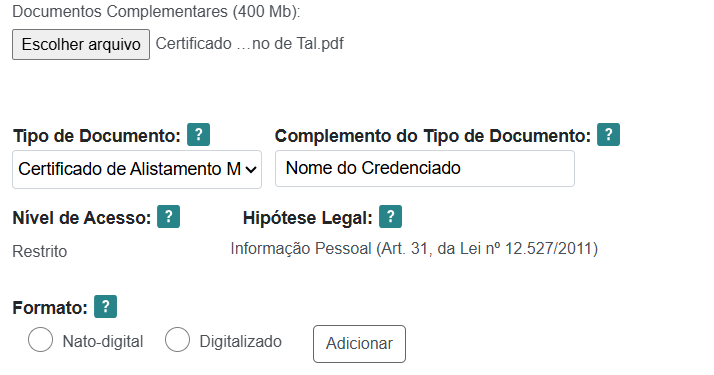 Documentos Complementares (400 Mb):
Escolher arquivo Certificado ...no de Tal.pdf
Tipo de Documento: ? Complemento do Tipo de Documento: ?
Certificado de Alistamento M Nome do Credenciado
Nível de Acesso: ? Hipótese Legal: ?
Restrito Informação Pessoal (Art. 31, da Lei nº 12.527/2011)
Formato: ?
Nato-digital Digitalizado Adicionar